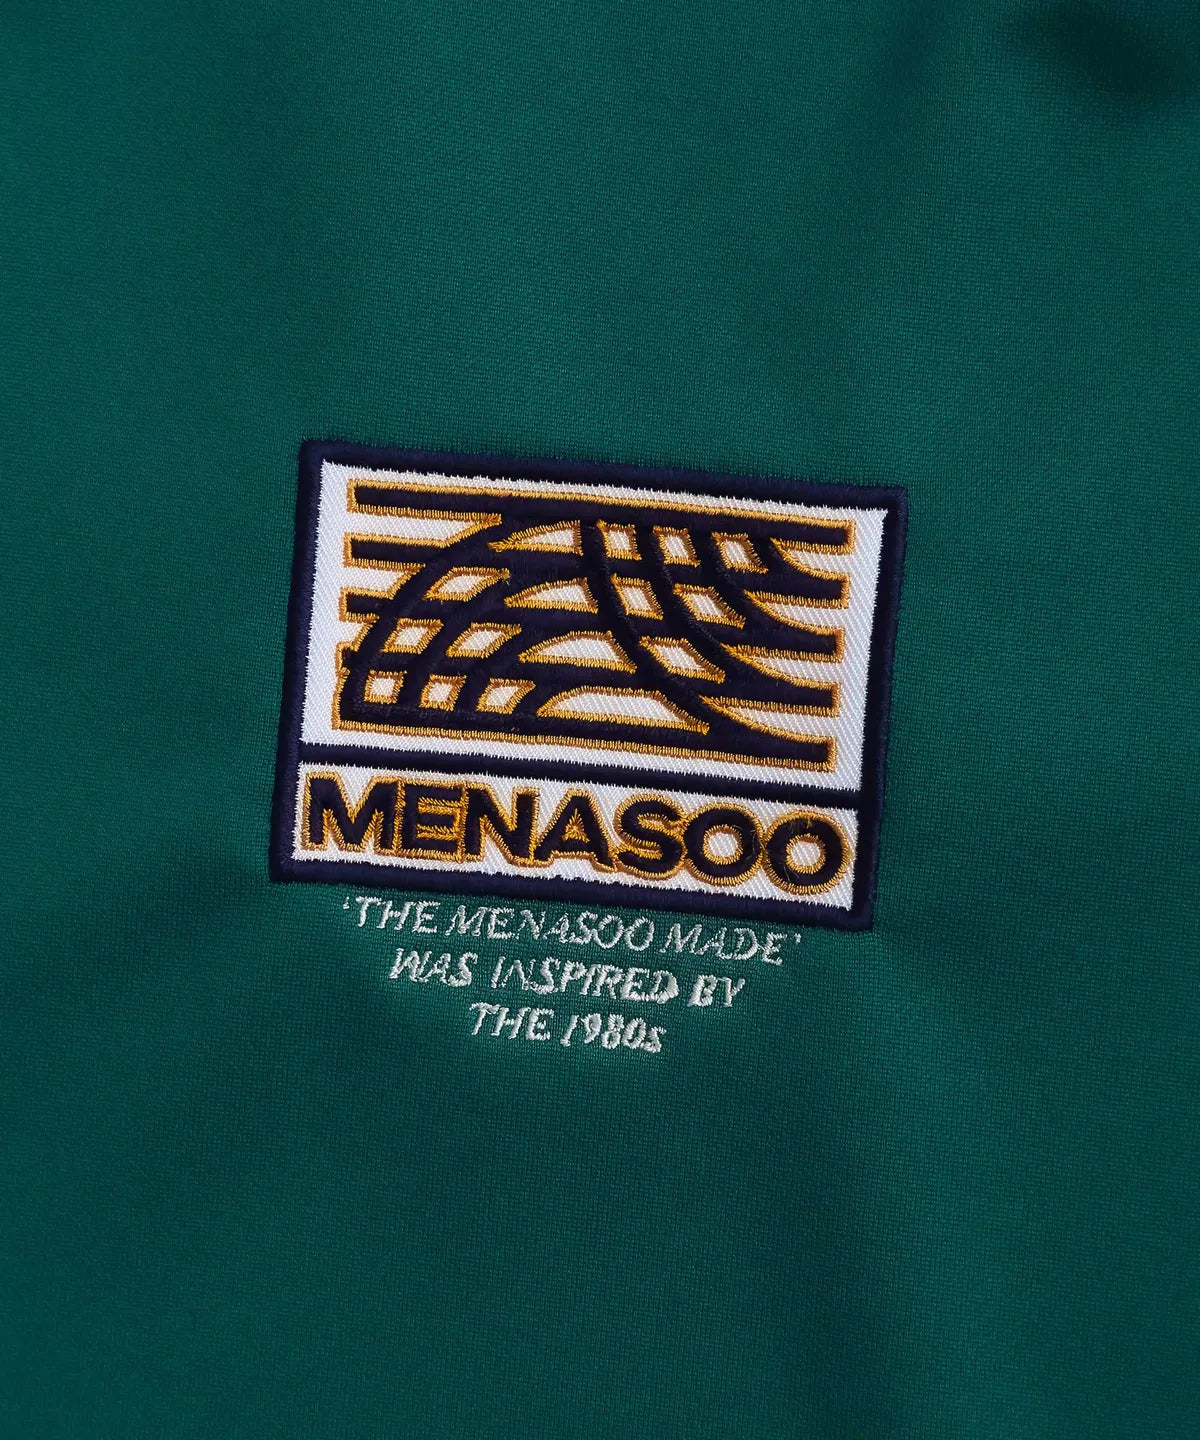 MENASOO
'THE MENASOO MADE'
WAS INSPIRED BY
THE 1980s